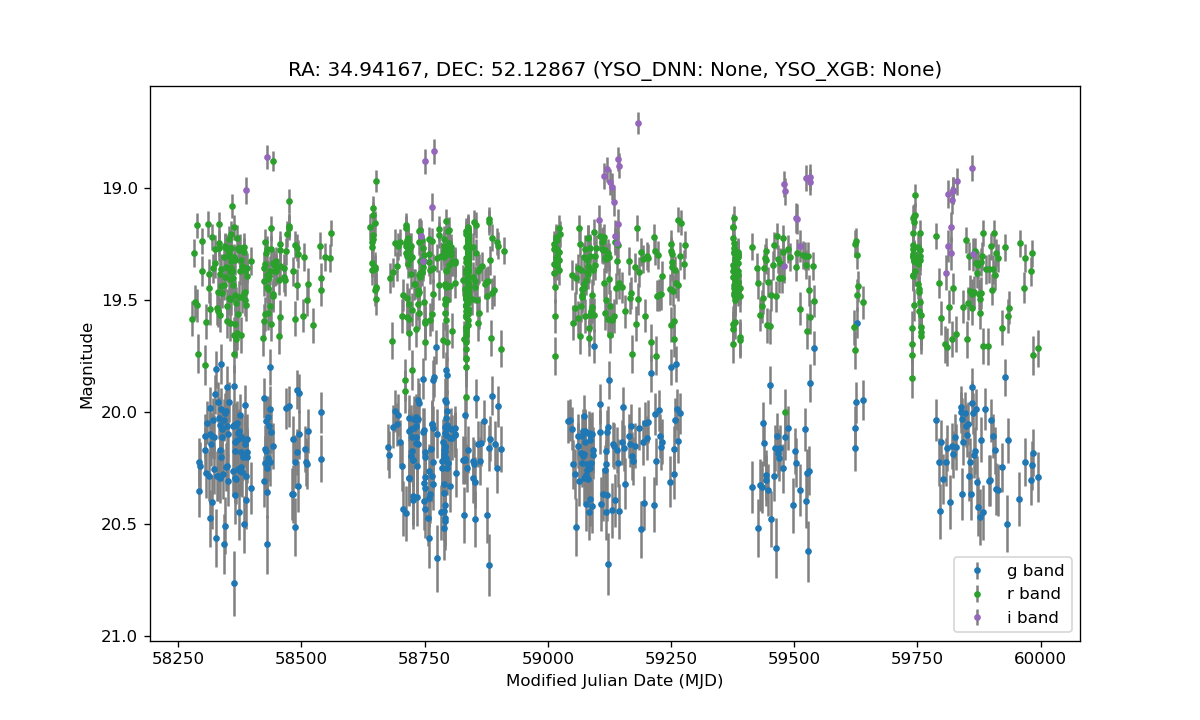 RA: 34.94167, DEC: 52.12867 (YSO_DNN: None, YSO_XGB: None)
Magnitude
19.0
19.5
20.0
20.5
21.0
g band
r band
i band
58250 58500 58750 59000 59250 59500 59750 60000
Modified Julian Date (MJD)